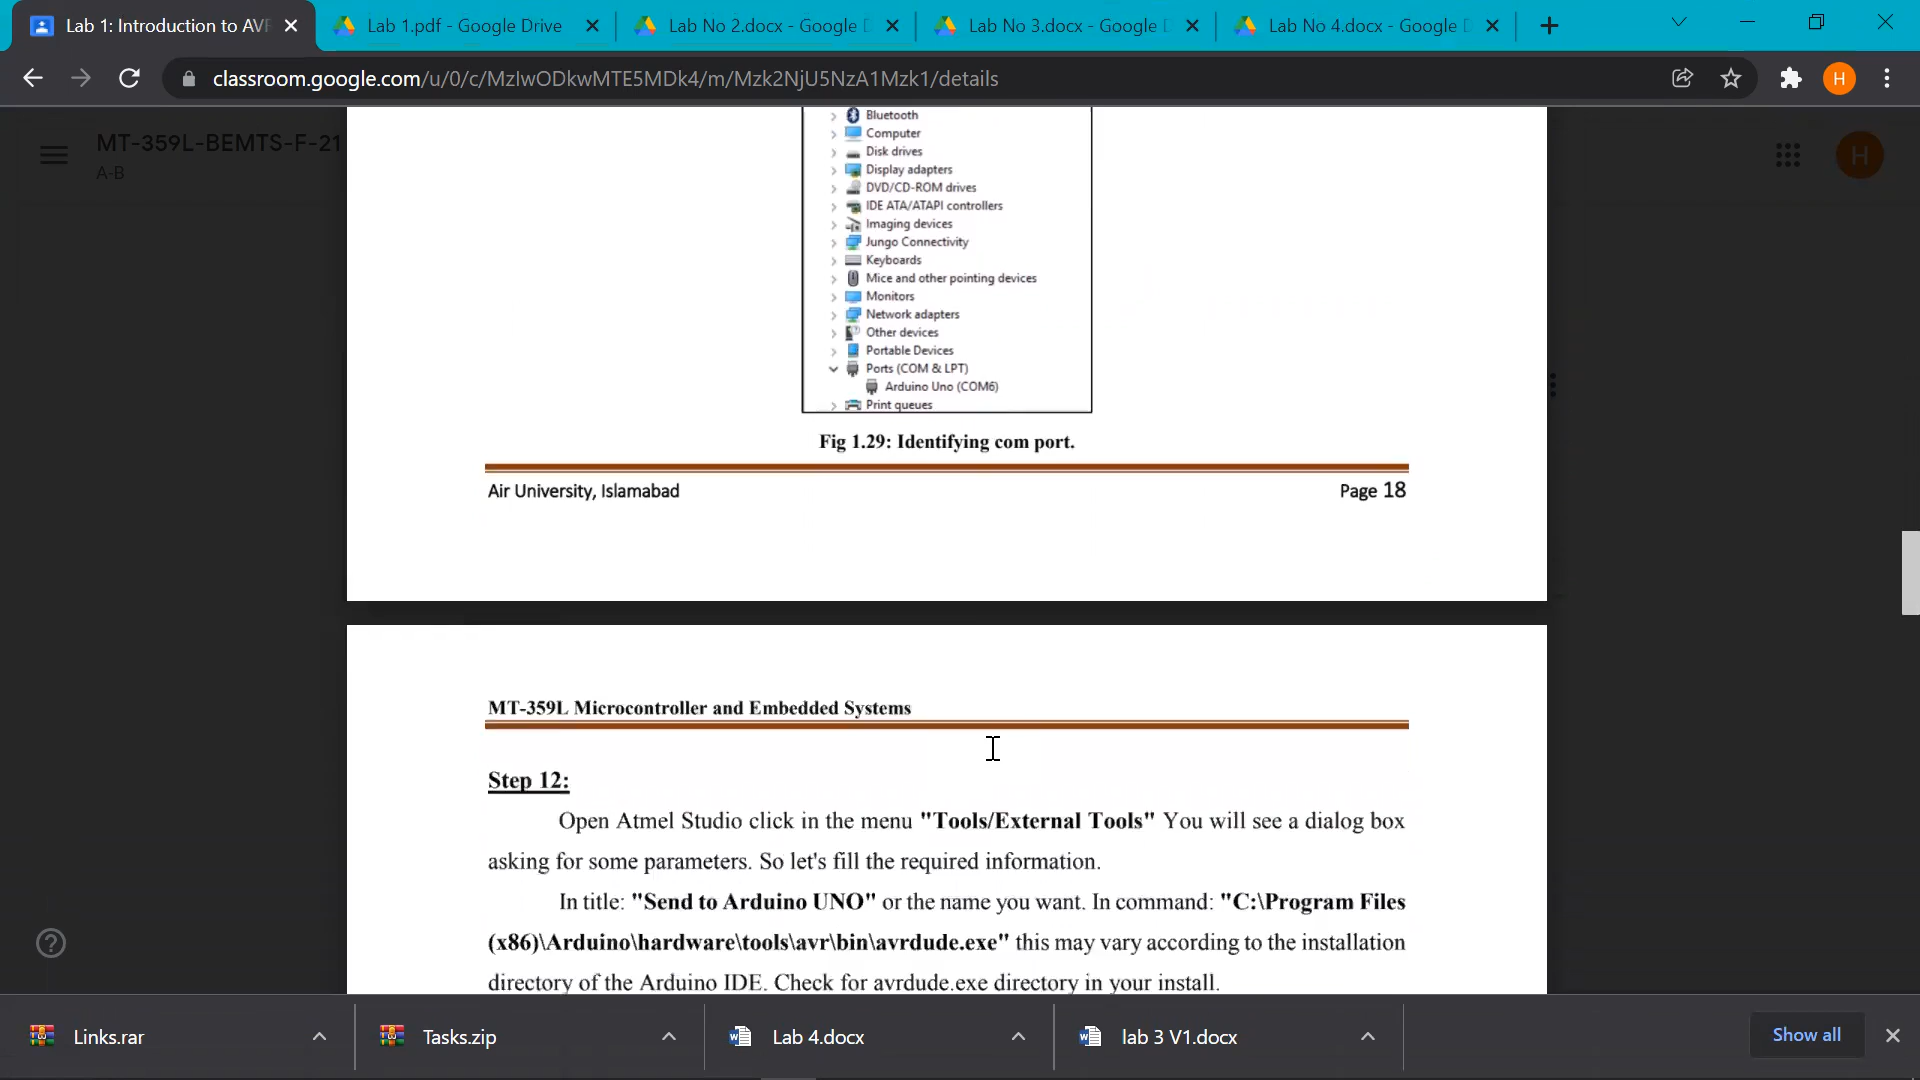 Lab 1: Introduction to AVR
Lab 1.pdf - Google Drive
Lab No 2.docx - Google D
Lab No 3.docx - Google D
Lab No 4.docx - Google D
classroom.google.com/u/0/c/MzIwODkwMTE5MDk4/m/Mzk2NjU5NzA1Mzk1/details
H
MT-359L-BEMTS-F-21
A-B
H
Bluetooth
Computer
Disk drives
Display adapters
DVD/CD-ROM drives
IDE ATA/ATAPI controllers
Imaging devices
Jungo Connectivity
Keyboards
Mice and other pointing devices
Monitors
Network adapters
Other devices
Portable Devices
Ports (COM & LPT)
Arduino Uno (COM6)
Print queues
Fig 1.29: Identifying com port.
Air University, Islamabad Page 18
MT-359L Microcontroller and Embedded Systems
Step 12:
Open Atmel Studio click in the menu "Tools/External Tools" You will see a dialog box
asking for some parameters. So let's fill the required information.
In title: "Send to Arduino UNO" or the name you want. In command: "C:\Program Files
(x86)\Arduino\hardware\tools\avr\bin\avrdude.exe" this may vary according to the installation
directory of the Arduino IDE. Check for avrdude.exe directory in your install.
Links.rar
Tasks.zip
Lab 4.docx
lab 3 V1.docx
Show all